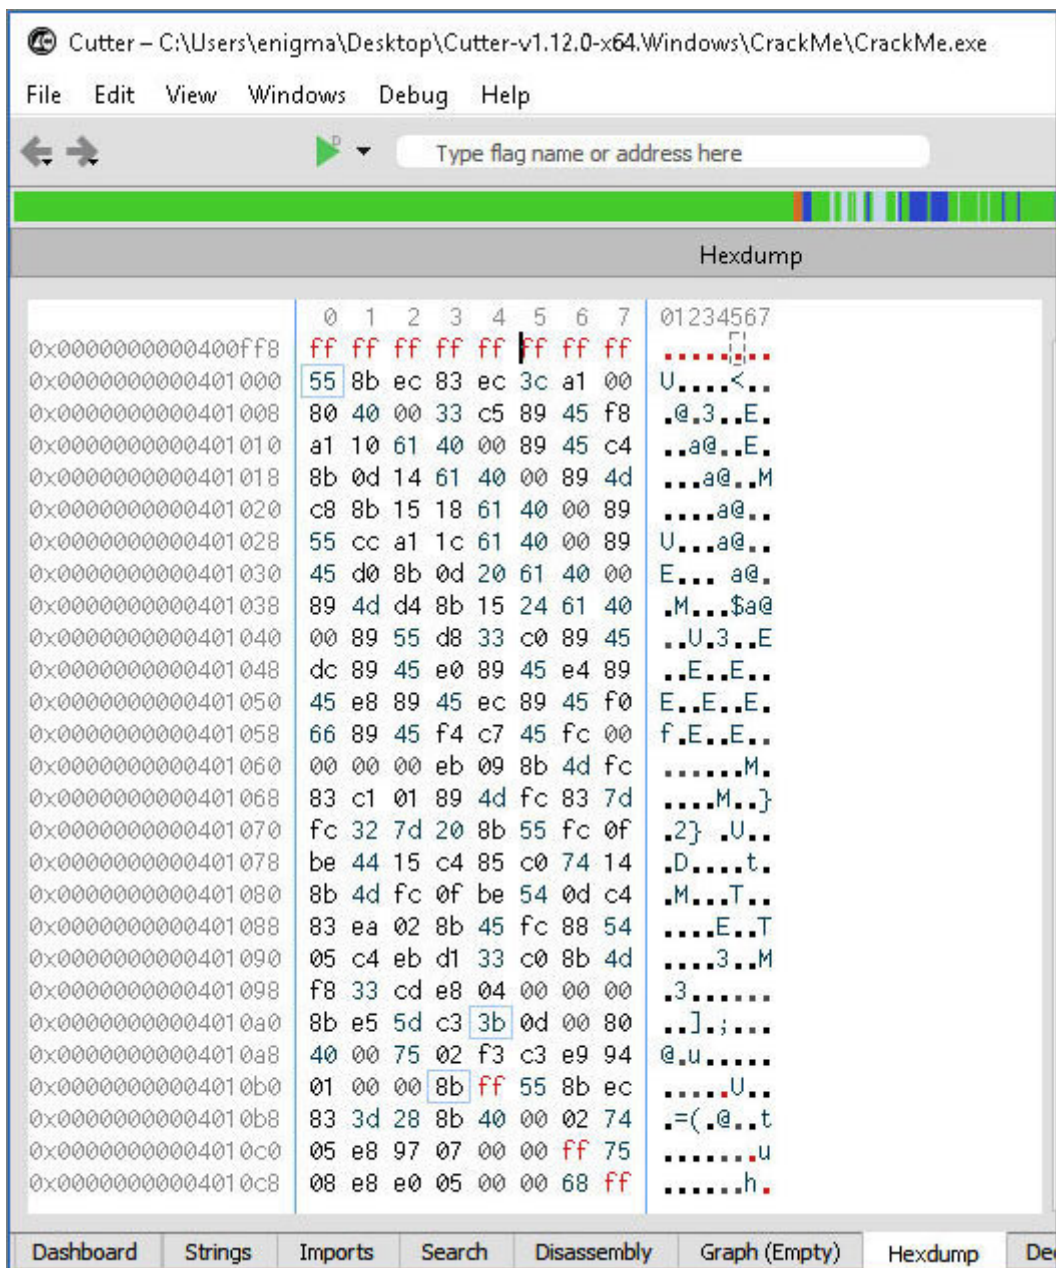 Cutter – C:\Users\enigma\Desktop\Cutter-v1.12.0-x64.Windows\CrackMe\CrackMe.exe
File Edit View Windows Debug Help
D Type flag name or address here
Hexdump
0 1 2 3 4 5 6 7 01234567
0x0000000000400ff8 ff ff ff ff ff ff ff ff ........
0x0000000000401000 55 8b ec 83 ec 3c a1 00 U....<..
0x0000000000401008 80 40 00 33 c5 89 45 f8 .@.3..E.
0x0000000000401010 a1 10 61 40 00 89 45 c4 ..a@..E.
0x0000000000401018 8b 0d 14 61 40 00 89 4d ...a@..M
0x0000000000401020 c8 8b 15 18 61 40 00 89 ....a@..
0x0000000000401028 55 cc a1 1c 61 40 00 89 U...a@..
0x0000000000401030 45 d0 8b 0d 20 61 40 00 E... a@.
0x0000000000401038 89 4d d4 8b 15 24 61 40 .M...$a@
0x0000000000401040 00 89 55 d8 33 c0 89 45 ..U.3..E
0x0000000000401048 dc 89 45 e0 89 45 e4 89 ..E..E..
0x0000000000401050 45 e8 89 45 ec 89 45 f0 E..E..E.
0x0000000000401058 66 89 45 f4 c7 45 fc 00 f.E..E..
0x0000000000401060 00 00 00 eb 09 8b 4d fc ......M.
0x0000000000401068 83 c1 01 89 4d fc 83 7d ....M..}
0x0000000000401070 fc 32 7d 20 8b 55 fc 0f .2} .U..
0x0000000000401078 be 44 15 c4 85 c0 74 14 .D....t.
0x0000000000401080 8b 4d fc 0f be 54 0d c4 .M...T..
0x0000000000401088 83 ea 02 8b 45 fc 88 54 ....E..T
0x0000000000401090 05 c4 eb d1 33 c0 8b 4d ....3..M
0x0000000000401098 f8 33 cd e8 04 00 00 00 .3......
0x00000000004010a0 8b e5 5d c3 3b 0d 00 80 ..].;...
0x00000000004010a8 40 00 75 02 f3 c3 e9 94 @.u.....
0x00000000004010b0 01 00 00 8b ff 55 8b ec .....U..
0x00000000004010b8 83 3d 28 8b 40 00 02 74 .=(.@..t
0x00000000004010c0 05 e8 97 07 00 00 ff 75 .......u
0x00000000004010c8 08 e8 e0 05 00 00 68 ff ......h.
Dashboard Strings Imports Search Disassembly Graph (Empty) Hexdump De